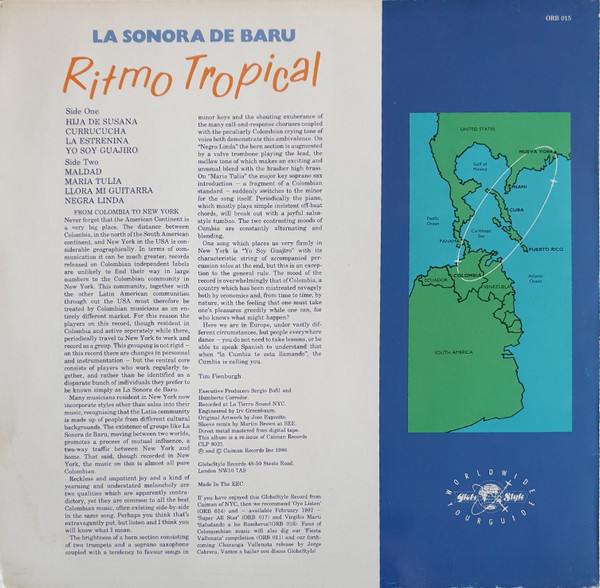 ORB 015
LA SONORA DE BARU
Ritmo Tropical
Side One
HIJA DE SUSANA
CURRUCUCHA
LA ESTRENINA
YO SOY GUAJIRO
Side Two
MALDAD
MARIA TULIA
LLORA MI GUITARRA
NEGRA LINDA
FROM COLOMBIA TO NEW YORK
Never forget that the American Continent is
a very big place. The distance between
Colombia, in the north of the South American
continent, and New York in the USA is con-
siderable geographically. In terms of com-
munication it can be much greater; records
released on Colombian independent labels
are unlikely to find their way in large
numbers to the Colombian community in
New York. This community, together with
the other Latin American communities
through out the USA must therefore be
treated by Colombian musicians as an en-
tirely different market. For this reason the
players on this record, though resident in
Colombia and active seperately while there,
periodically travel to New York to work and
record as a group. This grouping is not rigid –
on this record there are changes in personnel
and instrumentation – but the central core
consists of players who work regularly to-
gether, and rather than be identified as a
disparate bunch of individuals they prefer to
be known simply as La Sonora de Baru.
Many musicians resident in New York now
incorporate styles other than salsa into their
music, recognising that the Latin community
is made up of people from different cultural
backgrounds. The existence of groups like La
Sonora de Baru, moving between two worlds,
promotes a process of mutual influence, a
two-way traffic between New York and
home. That said, though recorded in New
York, the music on this is almost all pure
Colombian.
Reckless and impotent joy and a kind of
yearning and understated melancholy are
two qualities which are apparently contra-
dictory, yet they are common to all the best
Colombian music, often existing side-by-side
in the same song. Perhaps you think that's
extravagantly put, but listen and I think you
will know what I mean.
The brightness of a horn section consisting
of two trumpets and a soprano saxophone
coupled with a tendency to favour songs in
minor keys and the shouting exuberance of
the many call-and-response choruses coupled
with the peculiarly Colombian crying tone of
voice both demonstrate this ambivalence. On
"Negra Linda" the horn section is augmented
by a valve trombone playing the lead, the
mellow tone of which makes an exciting and
unusual blend with the brasher high brass.
On "Maria Tulia" the major key soprano sax
introduction – a fragment of a Colombian
standard – suddenly switches to the minor
for the song itself. Periodically the piano,
which mostly plays simple insistent off-beat
chords, will break out with a joyful salsa-
style tumbao. The two contrasting moods of
Cumbia are constantly alternating and
blending.
One song which places us very firmly in
New York is "Yo Soy Guajiro" with its
characteristic string of accompanied per-
cussion solos at the end, but this is an excep-
tion to the general rule. The mood of the
record is overwhelmingly that of Colombia, a
country which has been mistreated savagely
both by economics and, from time to time, by
nature, with the feeling that one must take
one's pleasures greedily while one can, for
who knows what might happen?
Here we are in Europe, under vastly dif-
ferent circumstances, but people everywhere
dance – you do not need to take lessons, or be
able to speak Spanish to understand that
when "la Cumbia te esta llamando", the
Cumbia is calling you.
Tim Fienburgh
Executive Producers Sergio Bofil and
Humberto Corredor.
Recorded at La Tierra Sound NYC.
Engineered by Irv Greenbaum.
Original Artwork by Jose Exposito.
Sleeve remix by Martin Brown at SEE.
Direct metal mastered from digital tape.
This album is a re-issue of Caiman Records
CLP 9021.
℗ and © Caiman Records Inc 1986
GlobeStyle Records 48-50 Steele Road,
London NW10 7AS
Made In The EEC
If you have enjoyed this GlobeStyle Record from
Caiman of NYC, then we recommend 'Oye Listen'
(ORB 014) and – available February 1987 –
'Super All Star' (ORB 017) and Virgilio Marti
'Saludando a los Rumberos' (ORB 018). Fans of
Colombian music will also dig our 'Fiesta
Vallenata' compilation (ORB 011) and our forth-
coming Charanga Vallenata release by Jorge
Cabrera. Vamos a bailar con discos GlobeStyle!
UNITED STATES
NUEVA YORK
Gulf of
Mexico
MIAMI
CUBA
Pacific
Ocean
Caribbean
Sea
PANAMA
PUERTO RICO
COLOMBIA
Atlantic
Ocean
ECUADOR
VENEZUELA
SOUTH AMERICA
WORLDWIDE
Globe Style
YOUR GUIDE